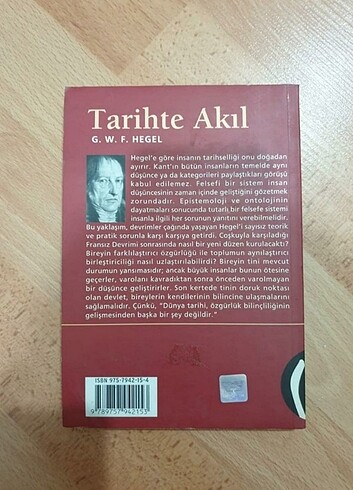 Tarihte Akıl
G. W. F. HEGEL
Hegel'e göre insanın tarihselliği onu doğadan
ayırır. Kant'ın bütün insanların temelde aynı
düşünce ya da kategorileri paylaştıkları görüşü
kabul edilemez. Felsefi bir sistem insan
düşüncesinin zaman içinde geliştiğini gözetmek
zorundadır. Epistemoloji ve ontolojinin
dayatmaları sonucunda tutarlı bir felsefe sistemi
insanla ilgili her sorunun yanıtını verebilmelidir.
Bu yaklaşım, devrimler çağında yaşayan Hegel'i sayısız teorik
ve pratik sorunla karşı karşıya getirdi. Coşkuyla karşıladığı
Fransız Devrimi sonrasında nasıl bir yeni düzen kurulacaktı?
Bireyin farklılaştırıcı özgürlüğü ile toplumun aynılaştırıcı
birleştiriciliği nasıl uzlaştırılabilirdi? Bireyin tini mevcut
durumun yansımasıdır; ancak büyük insanlar bunun ötesine
geçerler, varolanı kavradıktan sonra önceden varolmayan
bir düşünce geliştirirler. Son kertede tinin doruk noktası
olan devlet, bireylerin kendilerinin bilincine ulaşmalarını
sağlamalıdır. Çünkü, "Dünya tarihi, özgürlük bilinçliliğinin
gelişmesinden başka bir şey değildir."
ISBN 975-7942-15-4
9 789757 942153